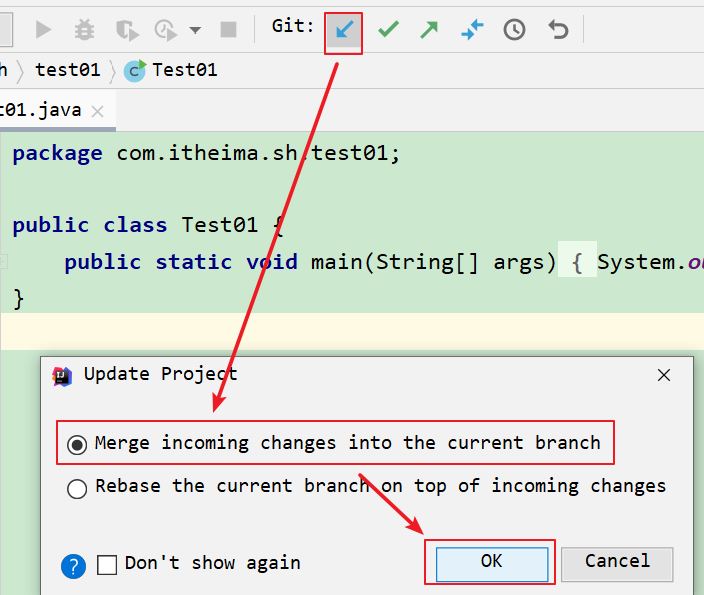 Git:
h test01 Test01
t01.java
package com.itheima.sh.test01;
public class Test01 {
public static void main(String[] args) { System.ou
}
Update Project
Merge incoming changes into the current branch
Rebase the current branch on top of incoming changes
? Don't show again OK Cancel